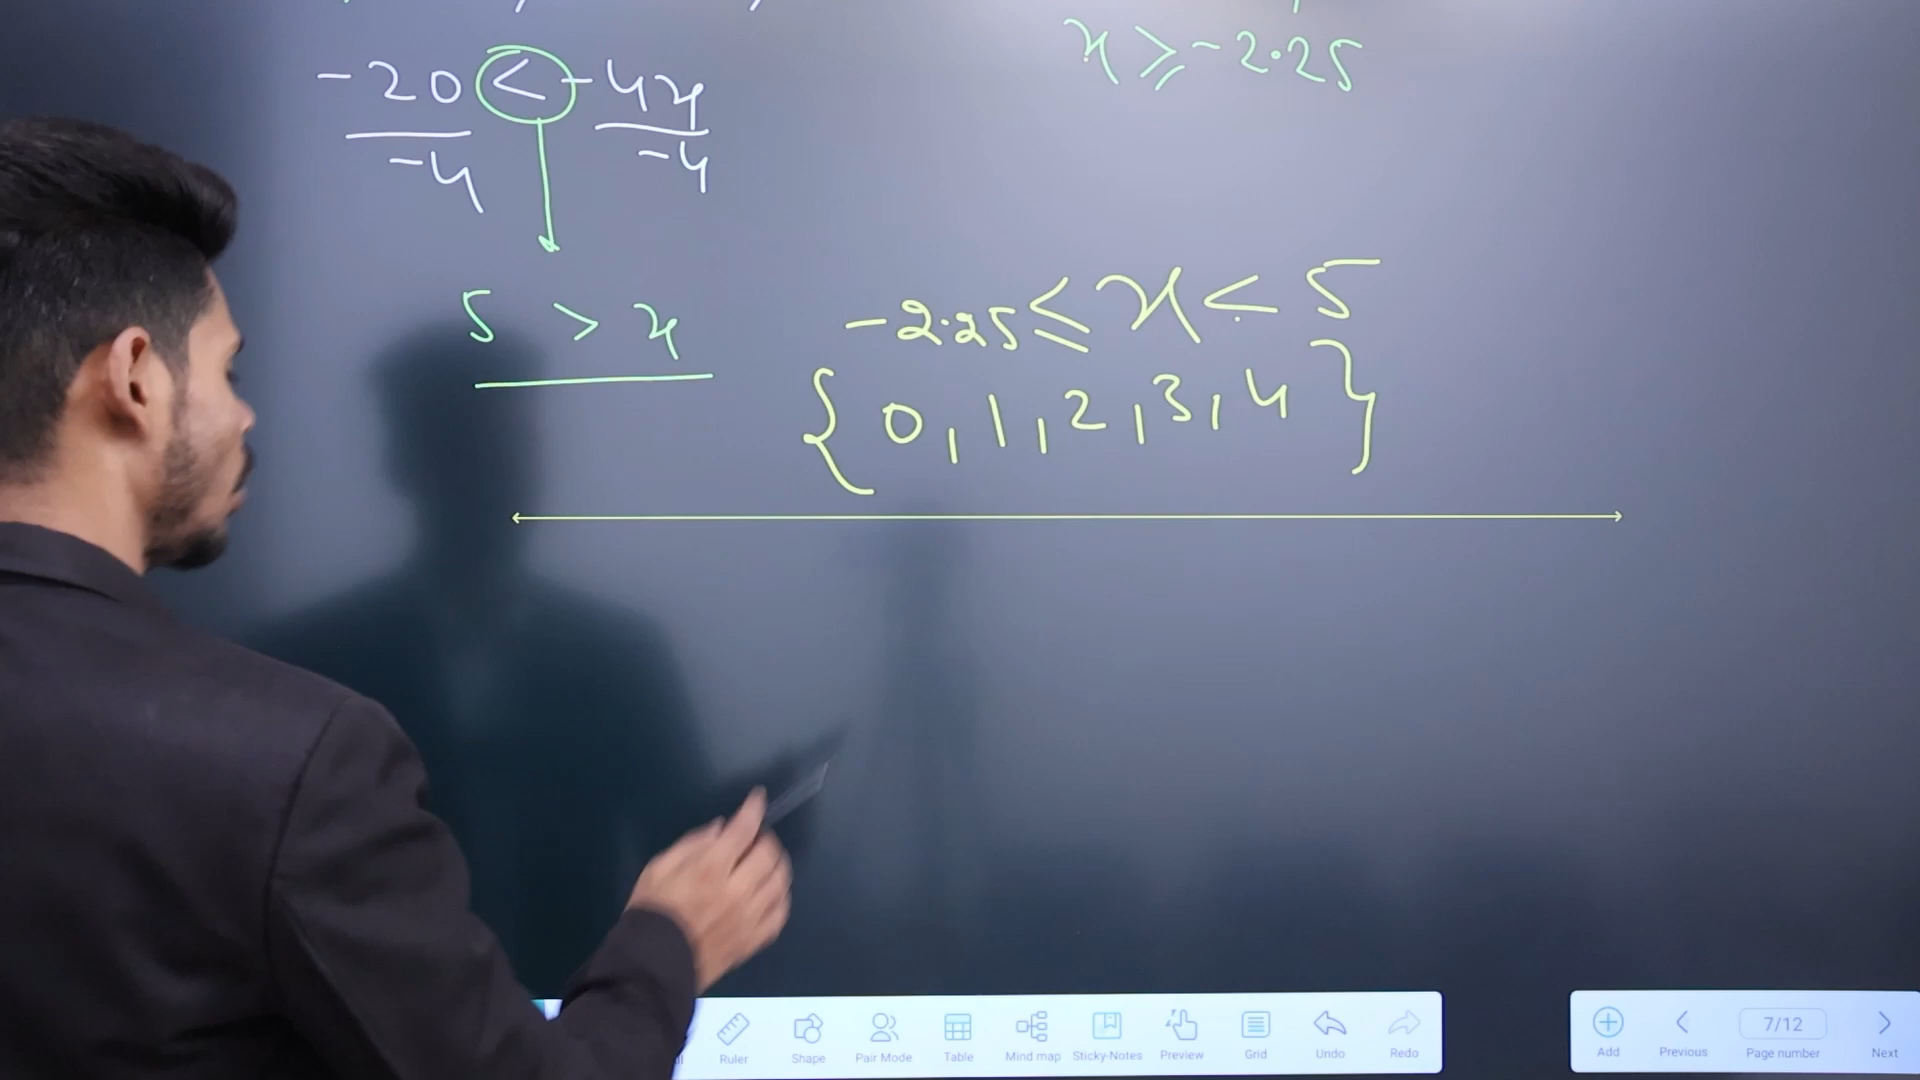 x ≥ -2.25
-20 < -4x
-4 -4
5 > x
-2.25 ≤ x < 5
{0, 1, 2, 3, 4}
Ruler Shape Pair Mode Table Mind map Sticky-Notes Preview Grid Undo Redo
7/12
Add Previous Page number Next